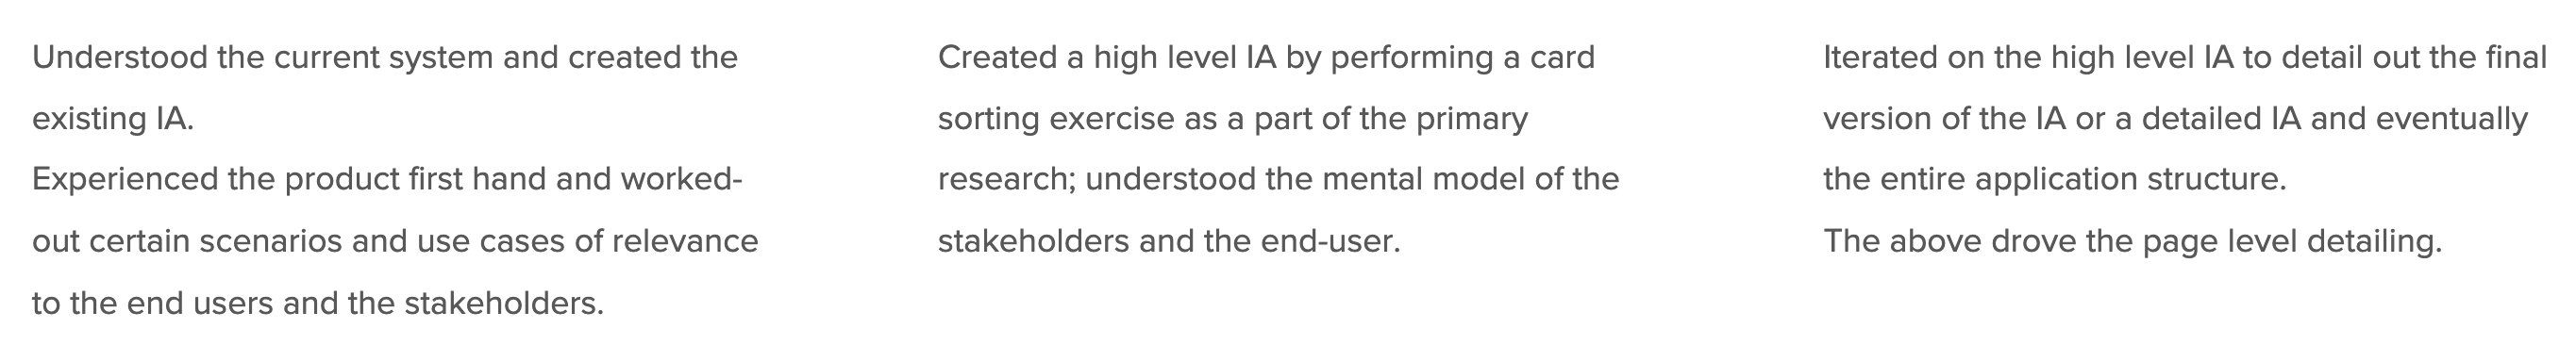 Understood the current system and created the
existing IA.
Experienced the product first hand and worked-
out certain scenarios and use cases of relevance
to the end users and the stakeholders.
Created a high level IA by performing a card
sorting exercise as a part of the primary
research; understood the mental model of the
stakeholders and the end-user.
Iterated on the high level IA to detail out the final
version of the IA or a detailed IA and eventually
the entire application structure.
The above drove the page level detailing.